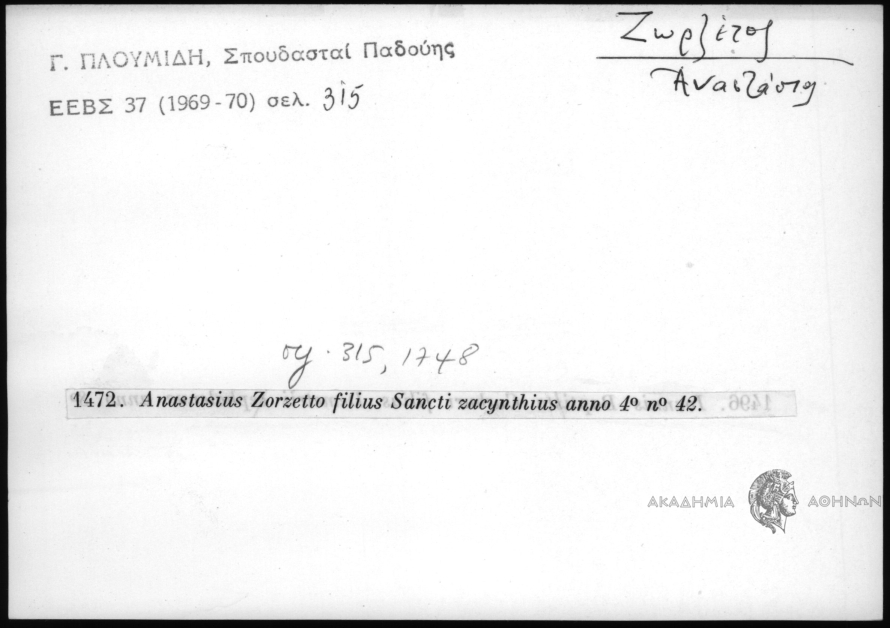 Γ. ΠΛΟΥΜΙΔΗ, Σπουδασταί Παδούης
ΕΕΒΣ 37 (1969-70) σελ. 315
Ζωρζέτος
Ἀναστάσιος
σελ. 315, 1748
1472. Anastasius Zorzetto filius Sancti zacynthius anno 4º nº 42.
ΑΚΑΔΗΜΙΑ ΑΘΗΝΩΝ